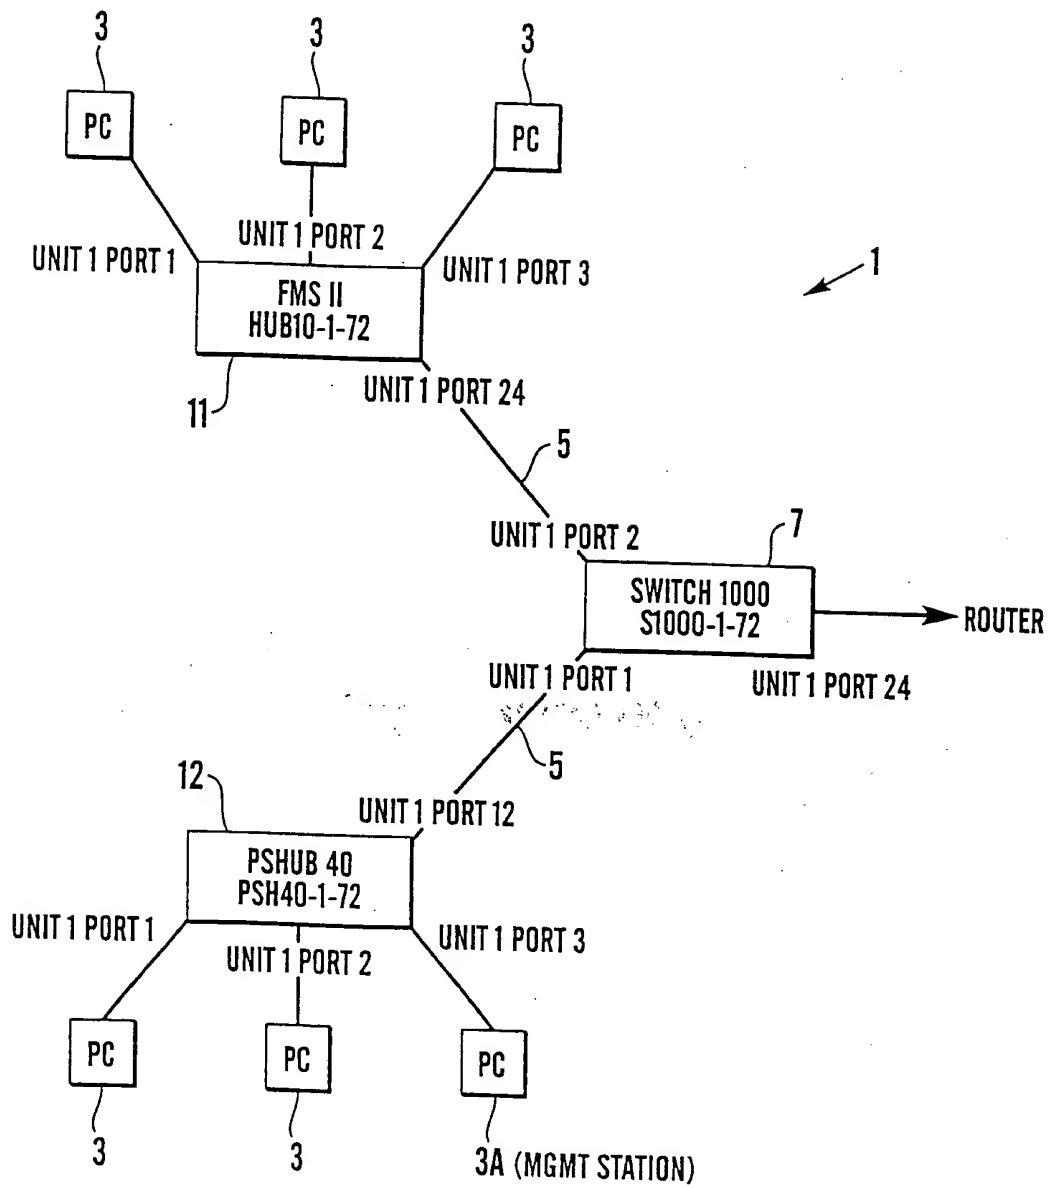 3
3
3
PC
PC
PC
UNIT 1 PORT 1
UNIT 1 PORT 2
UNIT 1 PORT 3
1
FMS II
HUB10-1-72
11
UNIT 1 PORT 24
5
UNIT 1 PORT 2
7
SWITCH 1000
S1000-1-72
ROUTER
UNIT 1 PORT 1
UNIT 1 PORT 24
5
12
UNIT 1 PORT 12
PSHUB 40
PSH40-1-72
UNIT 1 PORT 1
UNIT 1 PORT 2
UNIT 1 PORT 3
PC
PC
PC
3
3
3A (MGMT STATION)